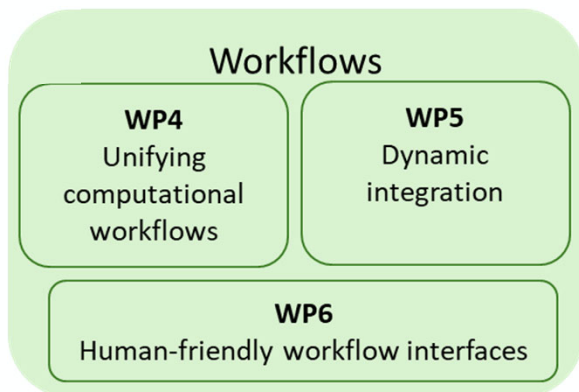 Workflows
WP4
Unifying
computational
workflows
WP5
Dynamic
integration
WP6
Human-friendly workflow interfaces